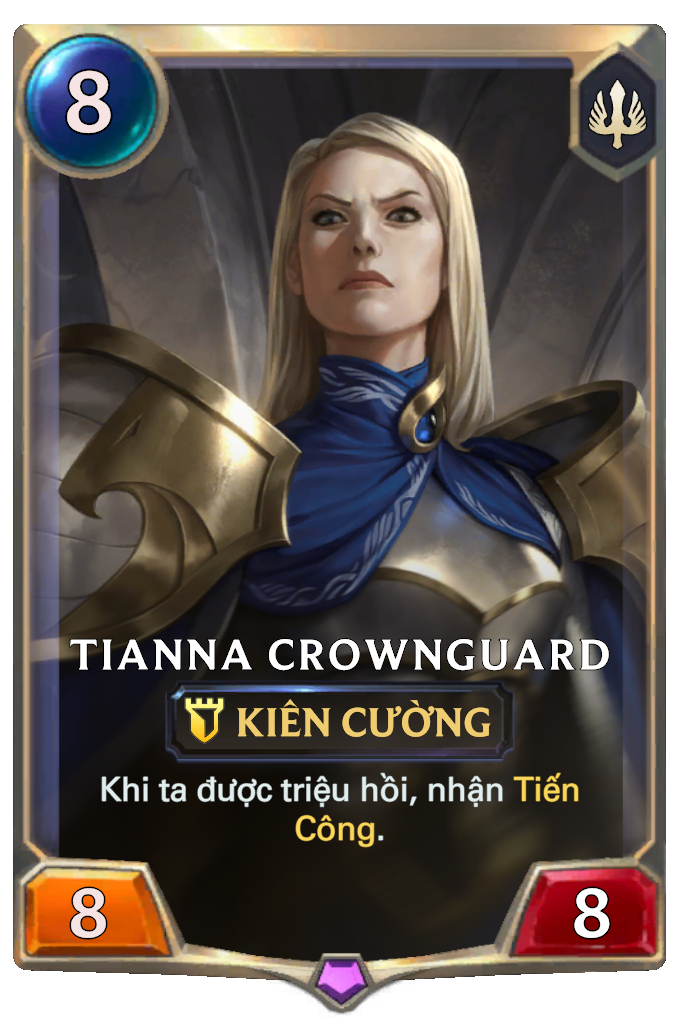 8
TIANNA CROWNGUARD
KIÊN CƯỜNG
Khi ta được triệu hồi, nhận Tiến
Công.
8
8